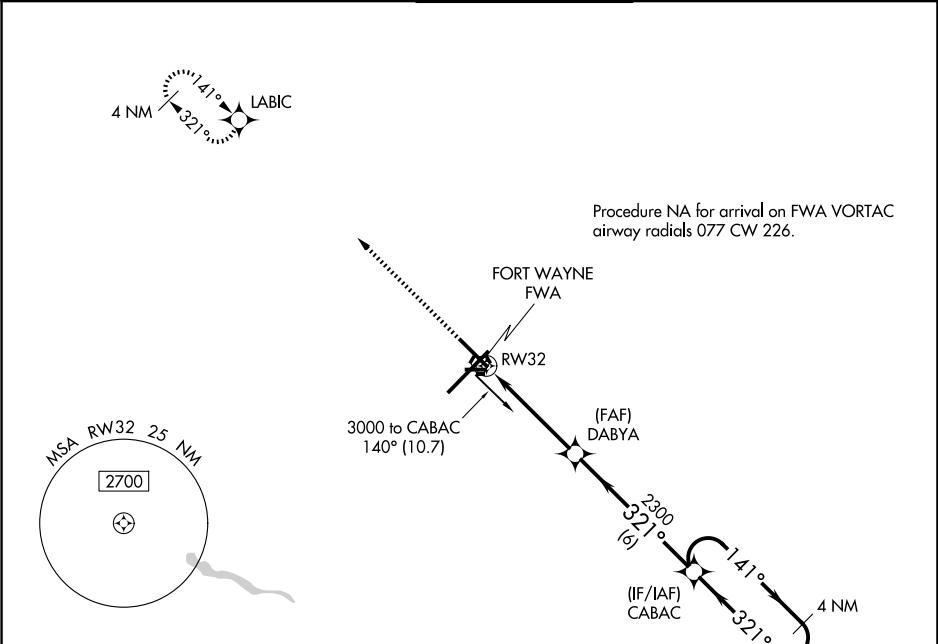 141°
LABIC
4 NM
321°
Procedure NA for arrival on FWA VORTAC
airway radials 077 CW 226.
FORT WAYNE
FWA
RW32
3000 to CABAC
140° (10.7)
(FAF)
DABYA
MSA RW32 25 NM
2700
2300
321°
(6)
141°
(IF/IAF)
CABAC
4 NM
321°